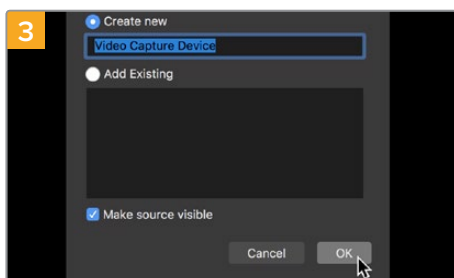 3
Create new
Video Capture Device
Add Existing
Make source visible
Cancel OK